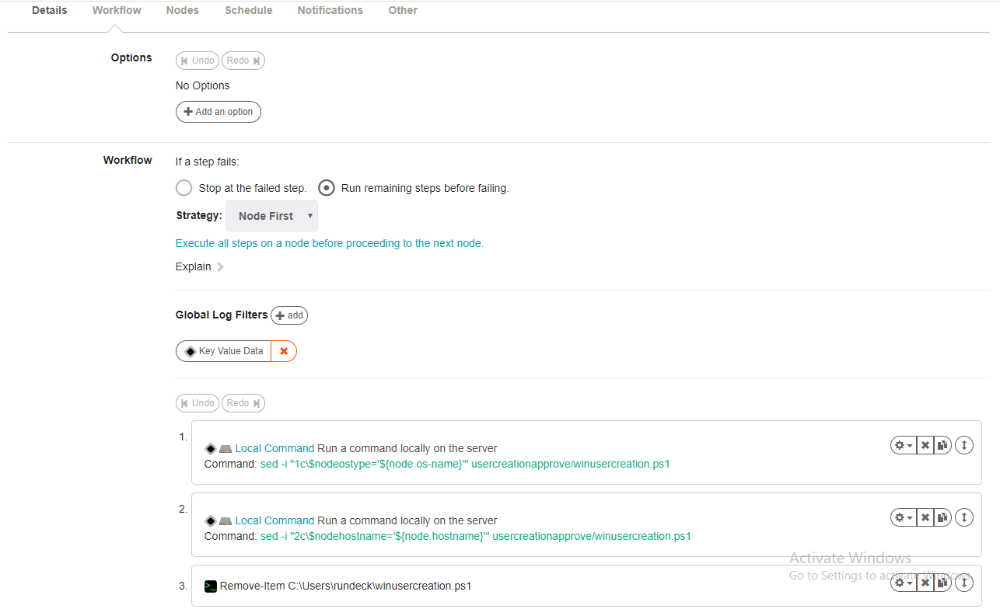 Details Workflow Nodes Schedule Notifications Other
Options Undo Redo
No Options
Add an option
Workflow If a step fails:
Stop at the failed step. Run remaining steps before failing.
Strategy: Node First
Execute all steps on a node before proceeding to the next node.
Explain
Global Log Filters add
Key Value Data
Undo Redo
1.
Local Command Run a command locally on the server
Command: sed -i "1c\$nodeostype='${node.os-name}'" usercreationapprove/winusercreation.ps1
2.
Local Command Run a command locally on the server
Command: sed -i "2c\$nodehostname='${node.hostname}'" usercreationapprove/winusercreation.ps1
Activate Windows
Go to Settings to activate Windows.
3. >_ Remove-Item C:\Users\rundeck\winusercreation.ps1